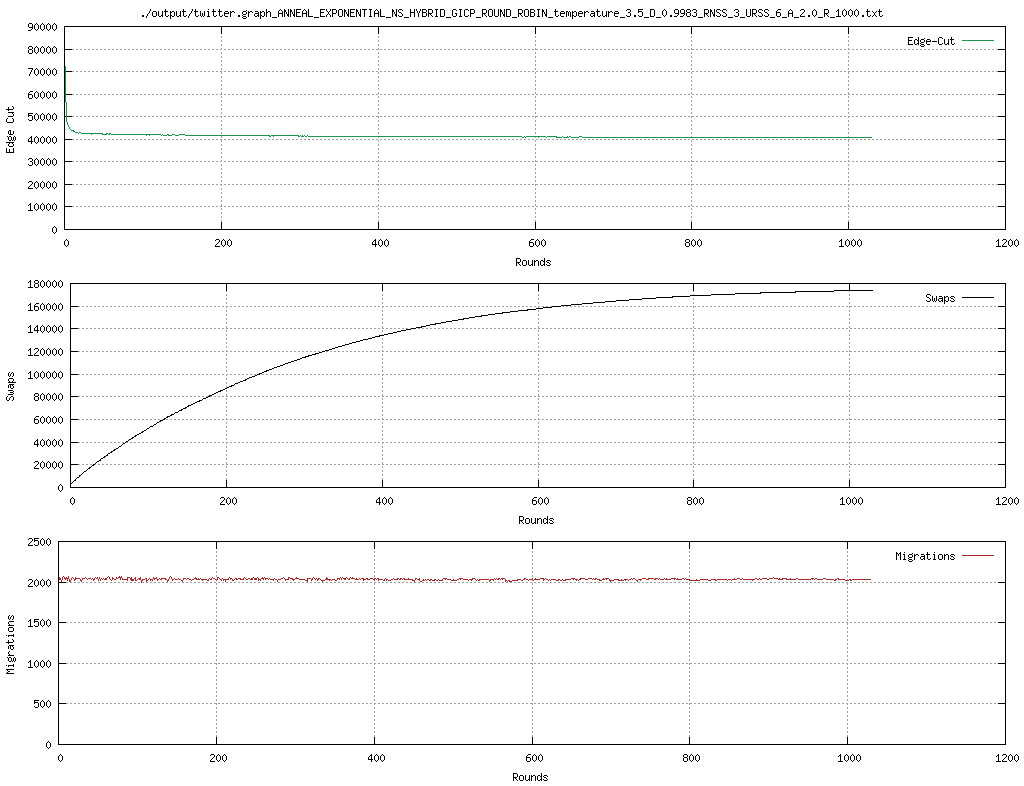 ./output/twitter.graph_ANNEAL_EXPONENTIAL_NS_HYBRID_GICP_ROUND_ROBIN_temperature_3.5_D_0.9983_RNSS_3_URSS_6_A_2.0_R_1000.txt
90000
80000
70000
60000
50000
40000
30000
20000
10000
0
Edge Cut
Edge-Cut
0 200 400 600 800 1000 1200
Rounds
180000
160000
140000
120000
100000
80000
60000
40000
20000
0
Swaps
Swaps
0 200 400 600 800 1000 1200
Rounds
2500
2000
1500
1000
500
0
Migrations
Migrations
0 200 400 600 800 1000 1200
Rounds